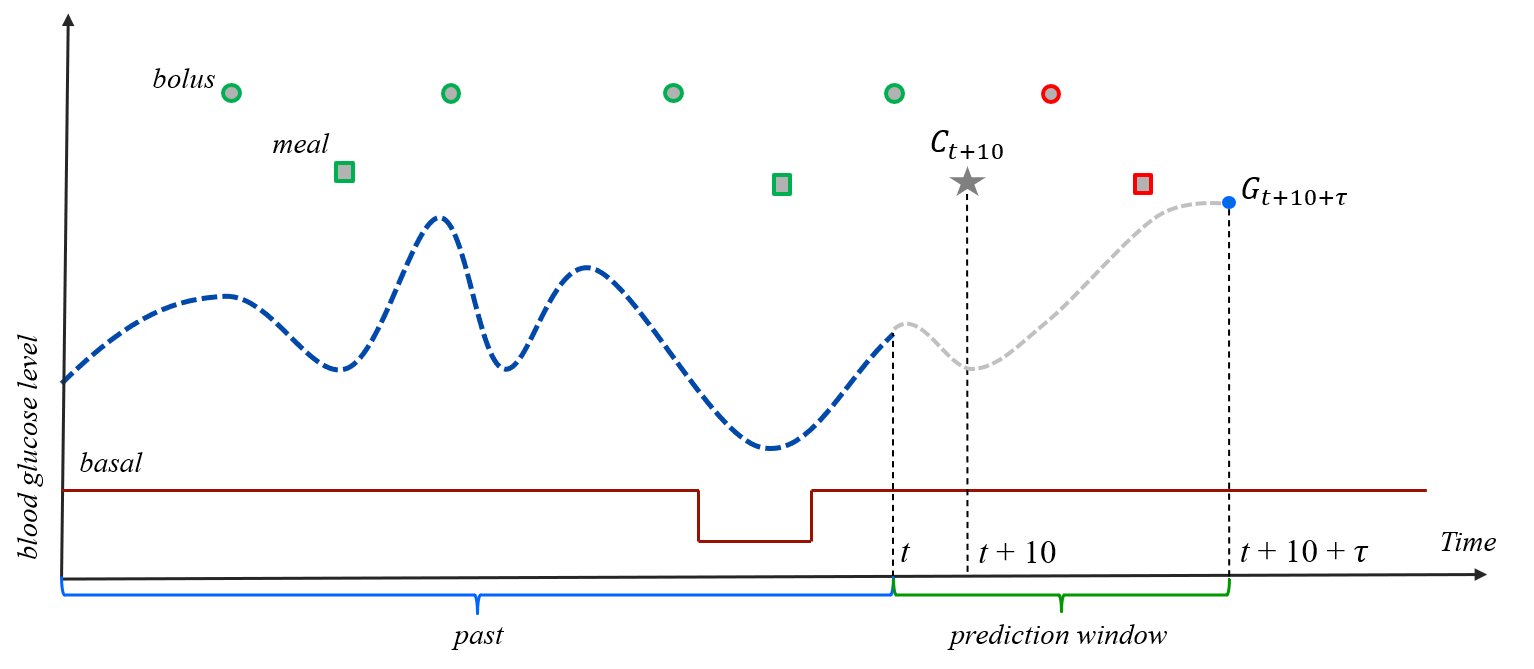 bolus
meal
C_{t+10}
G_{t+10+τ}
blood glucose level
basal
t
t + 10
t + 10 + τ
Time
past
prediction window